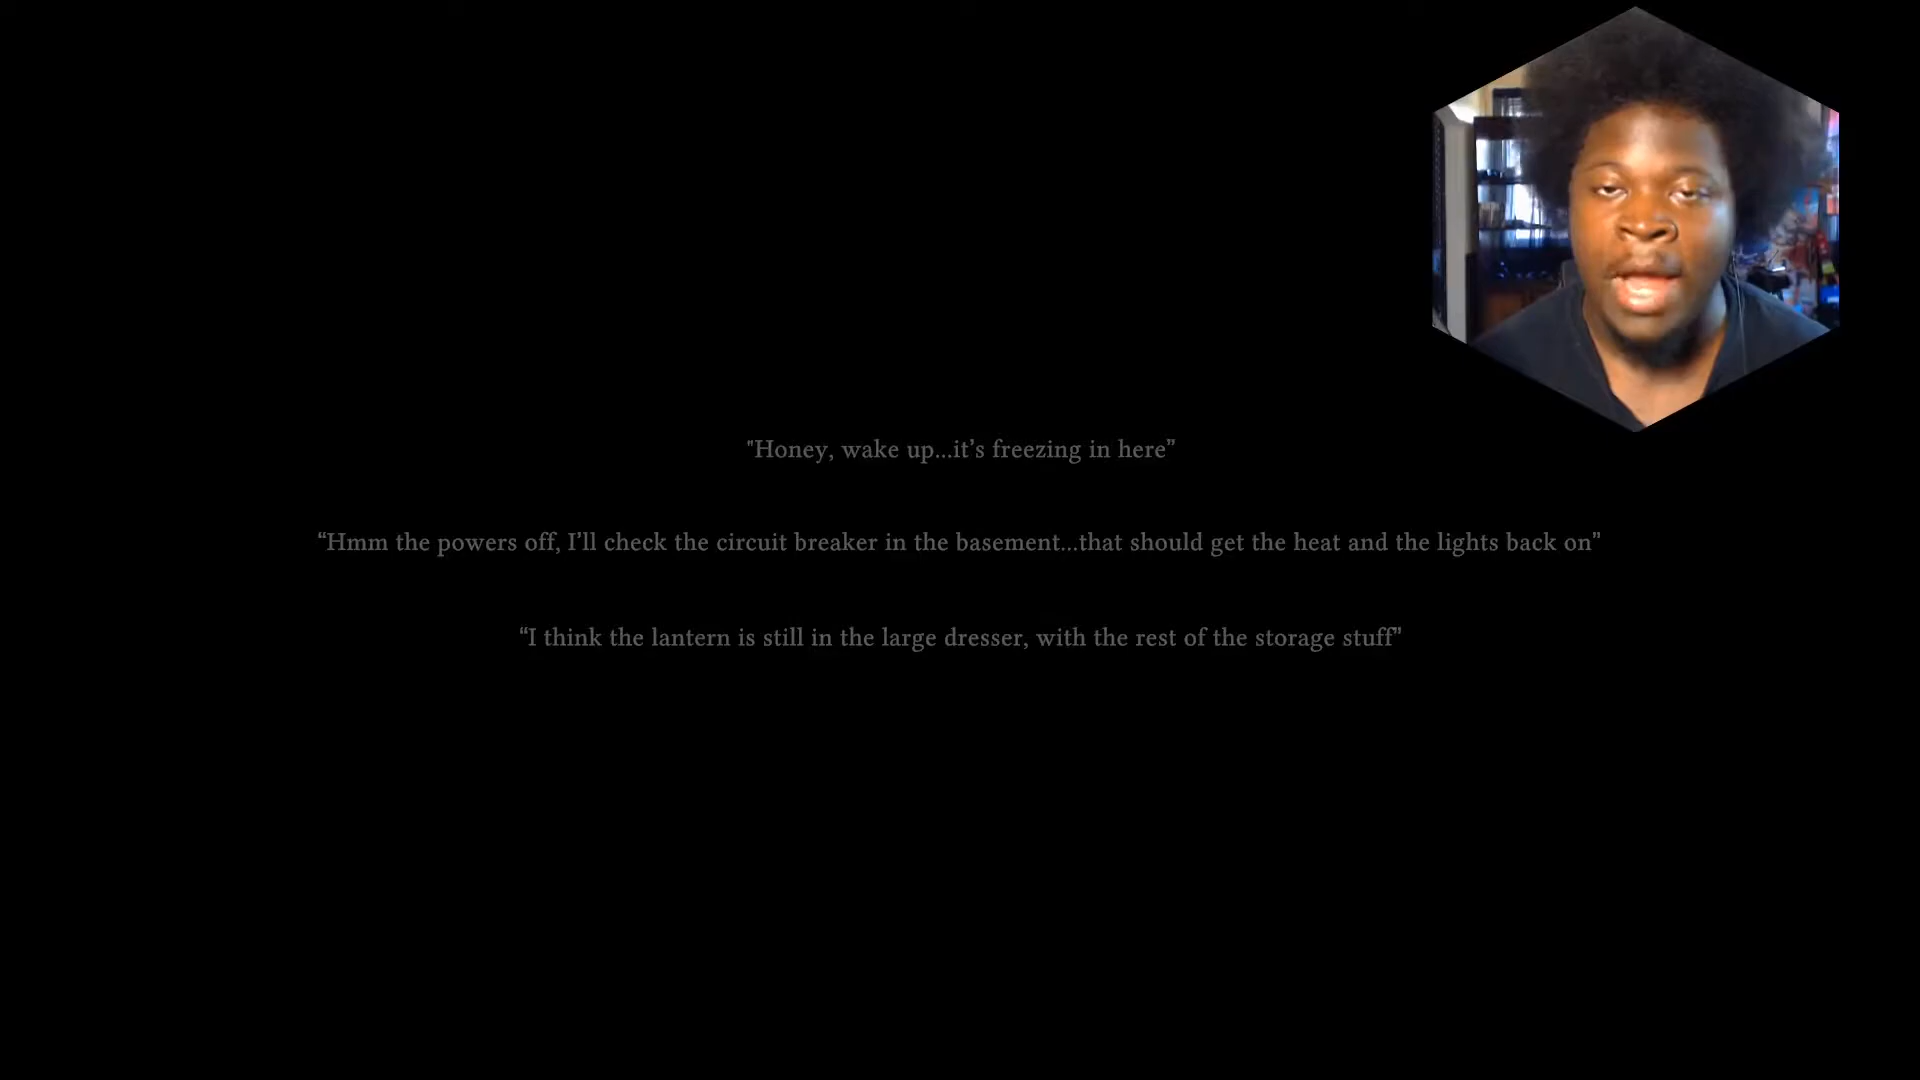 "Honey, wake up...it’s freezing in here”
“Hmm the powers off, I’ll check the circuit breaker in the basement...that should get the heat and the lights back on”
“I think the lantern is still in the large dresser, with the rest of the storage stuff”